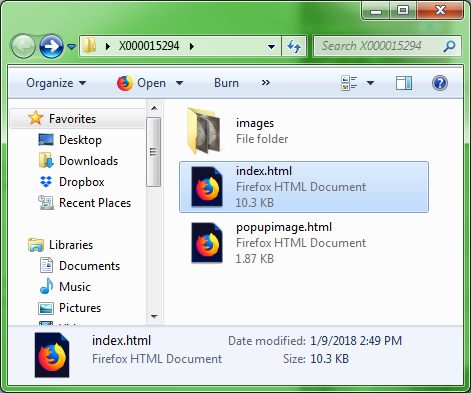 X000015294
Search X000015294
Organize Open Burn »
Favorites
Desktop
Downloads
Dropbox
Recent Places
Libraries
Documents
Music
Pictures
images
File folder
index.html
Firefox HTML Document
10.3 KB
popupimage.html
Firefox HTML Document
1.87 KB
index.html Date modified: 1/9/2018 2:49 PM
Firefox HTML Document Size: 10.3 KB